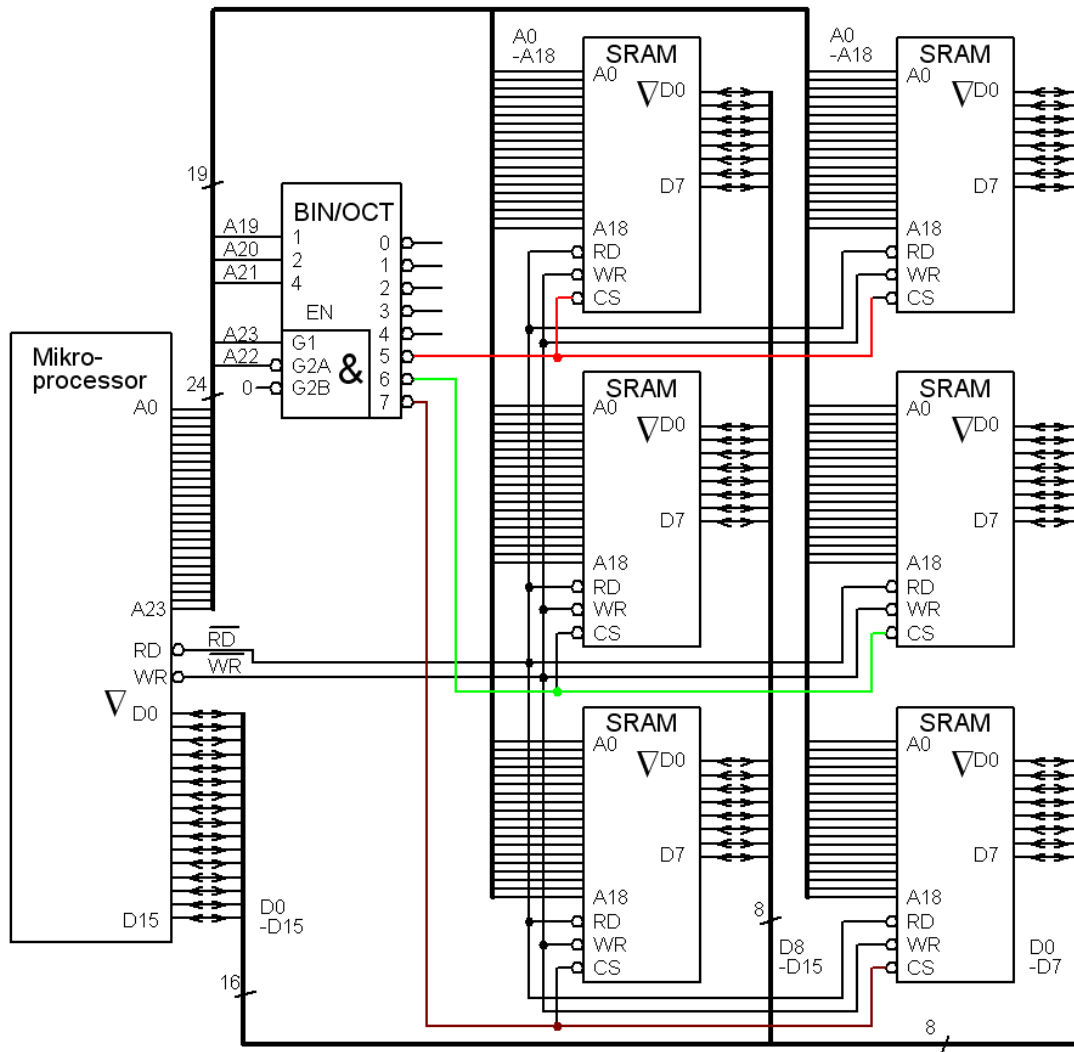 A0
-A18
SRAM
A0
D0
D7
A18
RD
WR
CS
A0
-A18
SRAM
A0
D0
D7
A18
RD
WR
CS
19
BIN/OCT
A19
1
A20
2
A21
4
EN
A23
G1
A22
G2A
0
G2B
&
0
1
2
3
4
5
6
7
Mikro-
processor
24
A0
A23
RD
RD
WR
WR
D0
D15
D0
-D15
16
SRAM
A0
D0
D7
A18
RD
WR
CS
SRAM
A0
D0
D7
A18
RD
WR
CS
SRAM
A0
D0
D7
A18
RD
WR
CS
8
D8
-D15
SRAM
A0
D0
D7
A18
RD
WR
CS
D0
-D7
8